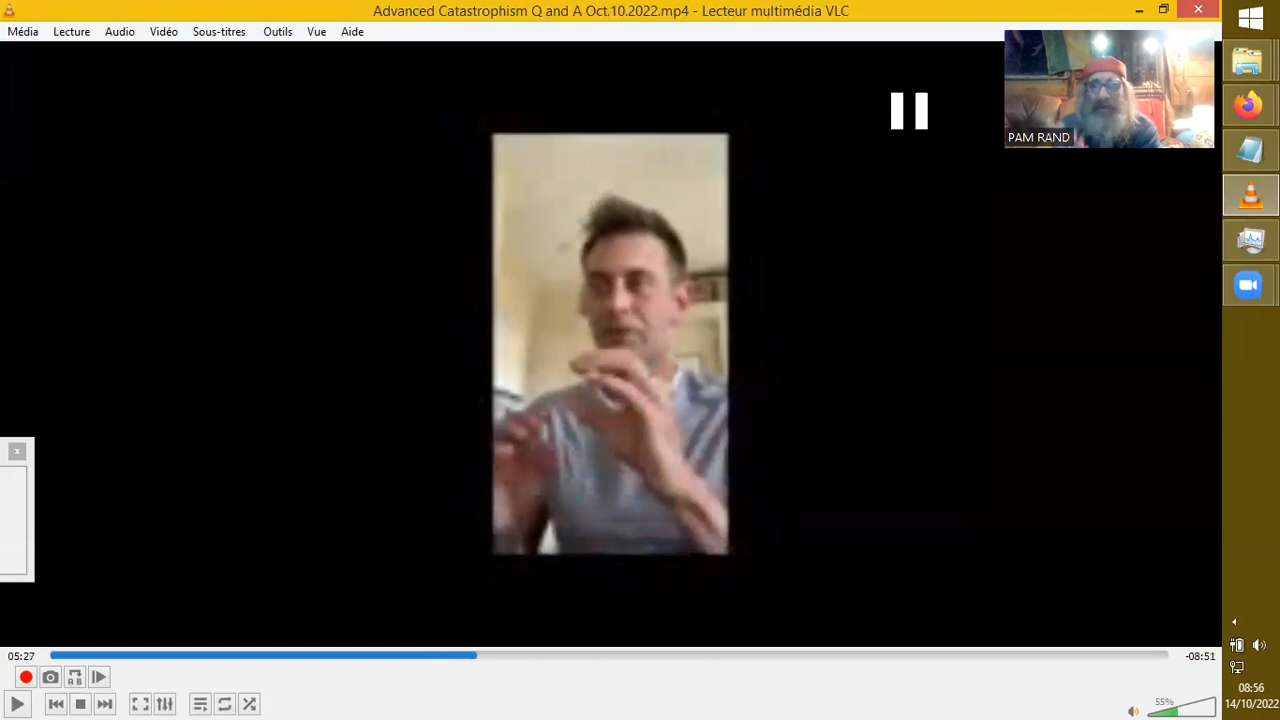 Advanced Catastrophism Q and A Oct.10.2022.mp4 - Lecteur multimédia VLC
Média Lecture Audio Vidéo Sous-titres Outils Vue Aide
PAM RAND
05:27
-08:51
A B
55%
08:56
14/10/2022